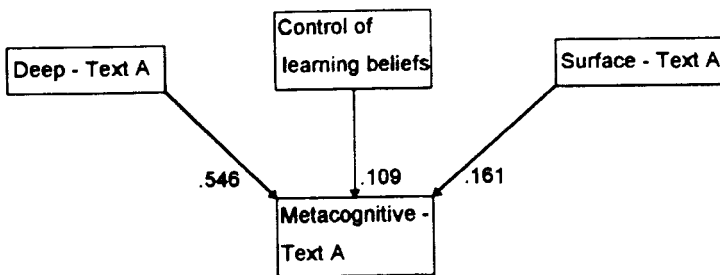 Control of
learning beliefs
Deep - Text A
Surface - Text A
.546
.109
.161
Metacognitive -
Text A